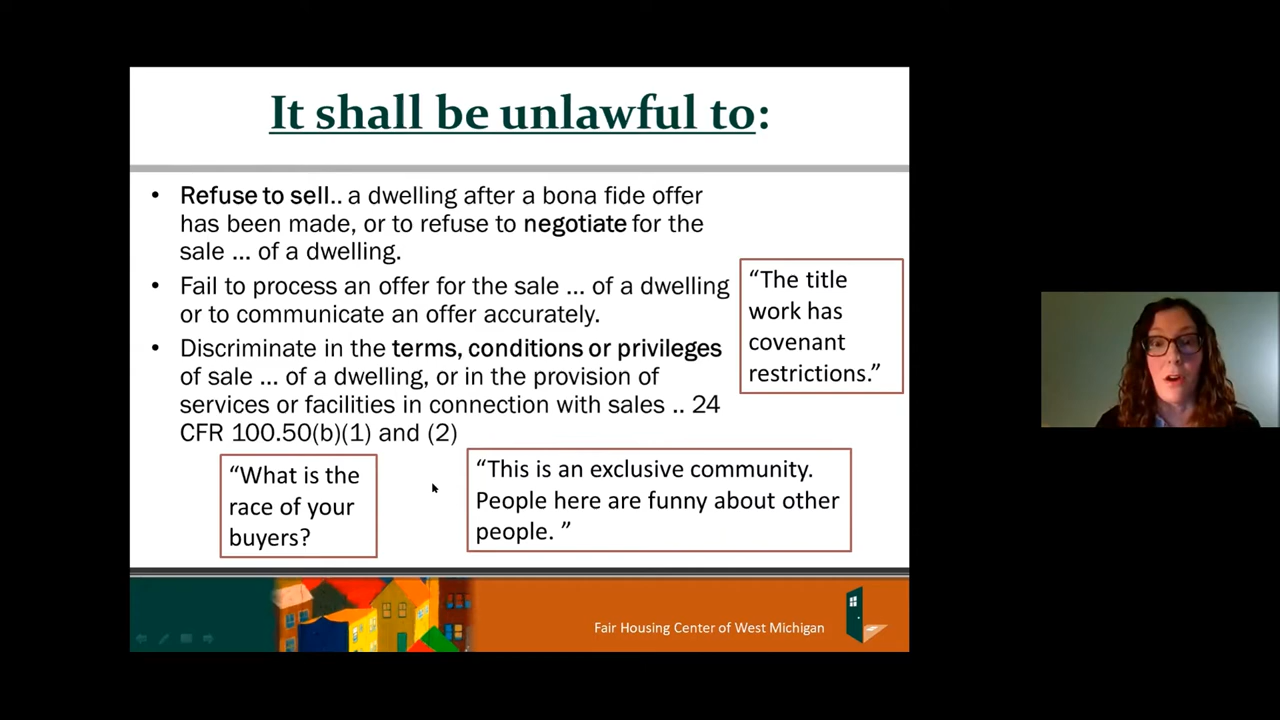 It shall be unlawful to:
• Refuse to sell.. a dwelling after a bona fide offer
has been made, or to refuse to negotiate for the
sale ... of a dwelling.
• Fail to process an offer for the sale ... of a dwelling
or to communicate an offer accurately.
• Discriminate in the terms, conditions or privileges
of sale ... of a dwelling, or in the provision of
services or facilities in connection with sales .. 24
CFR 100.50(b)(1) and (2)
“The title
work has
covenant
restrictions.”
“What is the
race of your
buyers?
“This is an exclusive community.
People here are funny about other
people. ”
Fair Housing Center of West Michigan